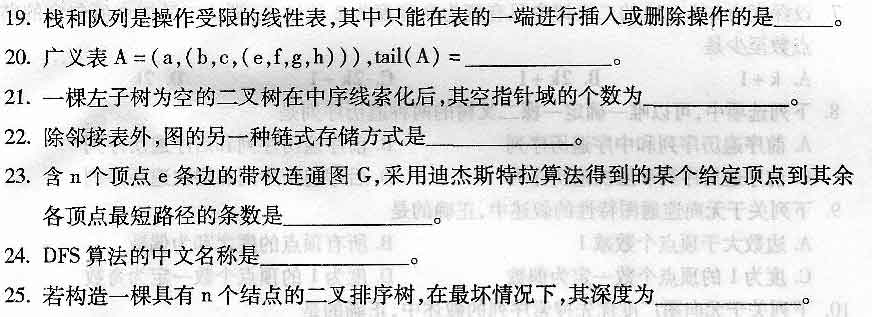 19. 栈和队列是操作受限的线性表,其中只能在表的一端进行插入或删除操作的是______。
20. 广义表 A=(a,(b,c,(e,f,g,h))),tail(A) =____________。
21. 一棵左子树为空的二叉树在中序线索化后,其空指针域的个数为____________。
22. 除邻接表外,图的另一种链式存储方式是____________。
23. 含 n 个顶点 e 条边的带权连通图 G,采用迪杰斯特拉算法得到的某个给定顶点到其余
各顶点最短路径的条数是____________。
24. DFS 算法的中文名称是____________。
25. 若构造一棵具有 n 个结点的二叉排序树,在最坏情况下,其深度为____________。